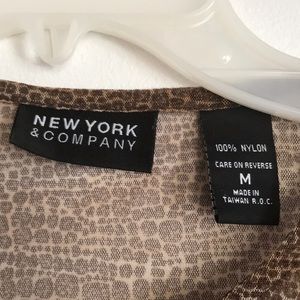 NEW YORK
& COMPANY
100% NYLON
CARE ON REVERSE
M
MADE IN
TAIWAN R.O.C.